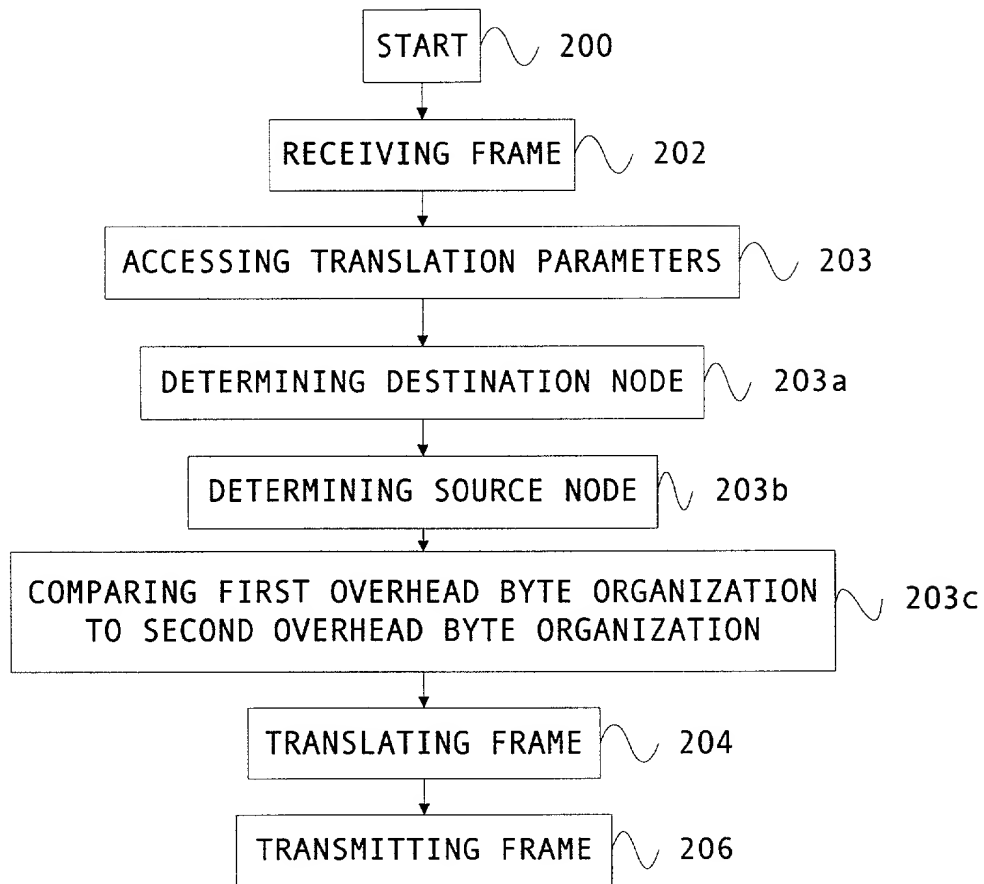 START 200
RECEIVING FRAME 202
ACCESSING TRANSLATION PARAMETERS 203
DETERMINING DESTINATION NODE 203a
DETERMINING SOURCE NODE 203b
COMPARING FIRST OVERHEAD BYTE ORGANIZATION 203c
TO SECOND OVERHEAD BYTE ORGANIZATION
TRANSLATING FRAME 204
TRANSMITTING FRAME 206